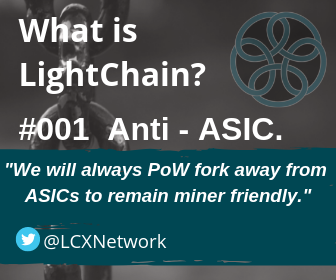 What is
LightChain?
#001 Anti - ASIC.
"We will always PoW fork away from
ASICs to remain miner friendly."
@LCXNetwork